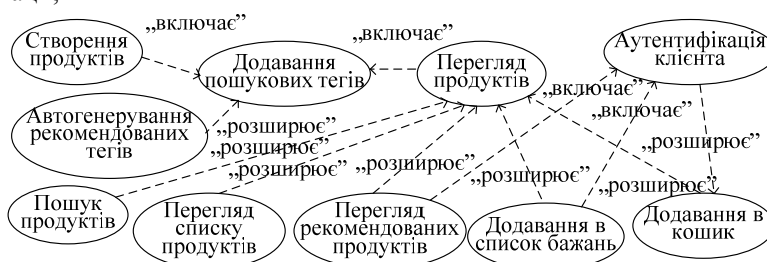 „включає”
„включає”
Створення
продуктів
Додавання
пошукових тегів
Перегляд
продуктів
Аутентифікація
клієнта
„включає”
„включає”
Автогенерування
рекомендованих
тегів
„розширює”
„розширює”
„розширює”
„розширює”
„розширює”
„розширює”
„розширює”
Пошук
продуктів
Перегляд
списку
продуктів
Перегляд
рекомендованих
продуктів
Додавання в
список бажань
Додавання в
кошик